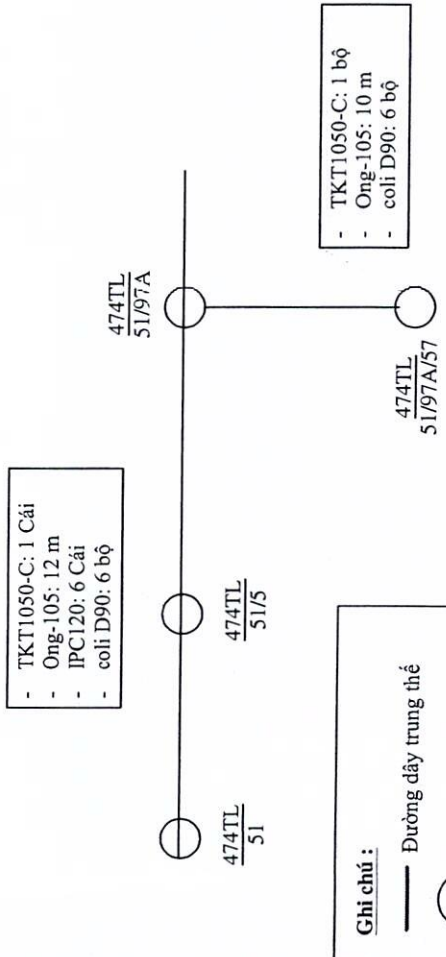 - TKT1050-C: 1 Cái
- Ong-105: 12 m
- IPC120: 6 Cái
- coli D90: 6 bộ
474TL
51
474TL
51/5
474TL
51/97A
474TL
51/97A/57
- TKT1050-C: 1 bộ
- Ong-105: 10 m
- coli D90: 6 bộ
Ghi chú :
Đường dây trung thế